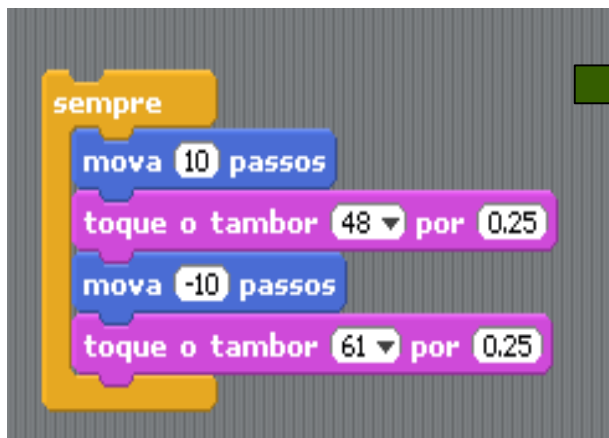 sempre
mova 10 passos
toque o tambor 48 por 0.25
mova -10 passos
toque o tambor 61 por 0.25